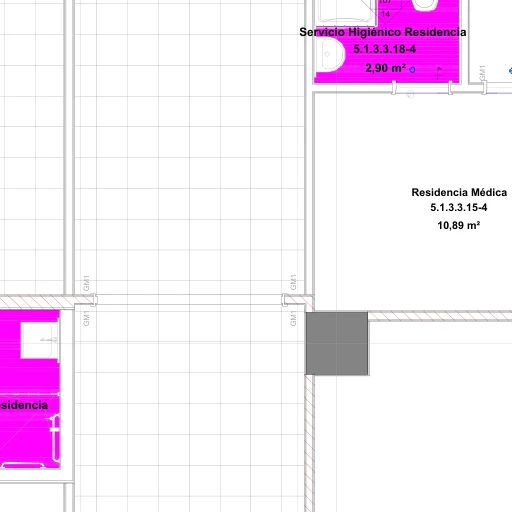 14
Servicio Higiénico Residencia
5.1.3.3.18-4
2,90 m²
GM1
Residencia Médica
5.1.3.3.15-4
10,89 m²
GM1
GM1
GM1
GM1
sidencia